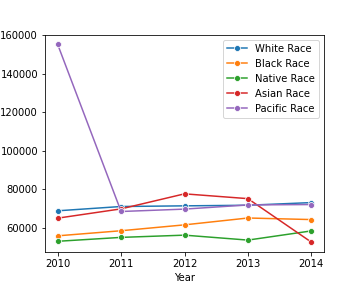 160000
140000
120000
100000
80000
60000
2010 2011 2012 2013 2014
Year
White Race
Black Race
Native Race
Asian Race
Pacific Race